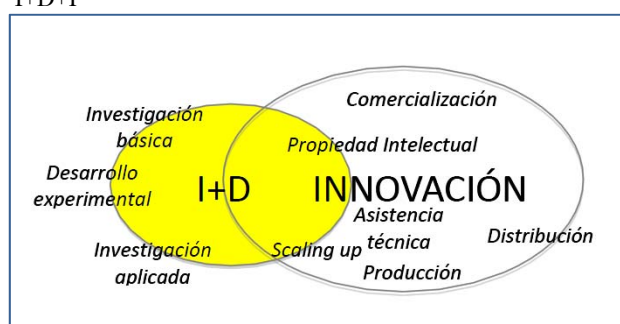 I+D+I
Comercialización
Investigación
básica
Propiedad Intelectual
Desarrollo
experimental
I+D
INNOVACIÓN
Asistencia
técnica
Distribución
Investigación
aplicada
Scaling up
Producción